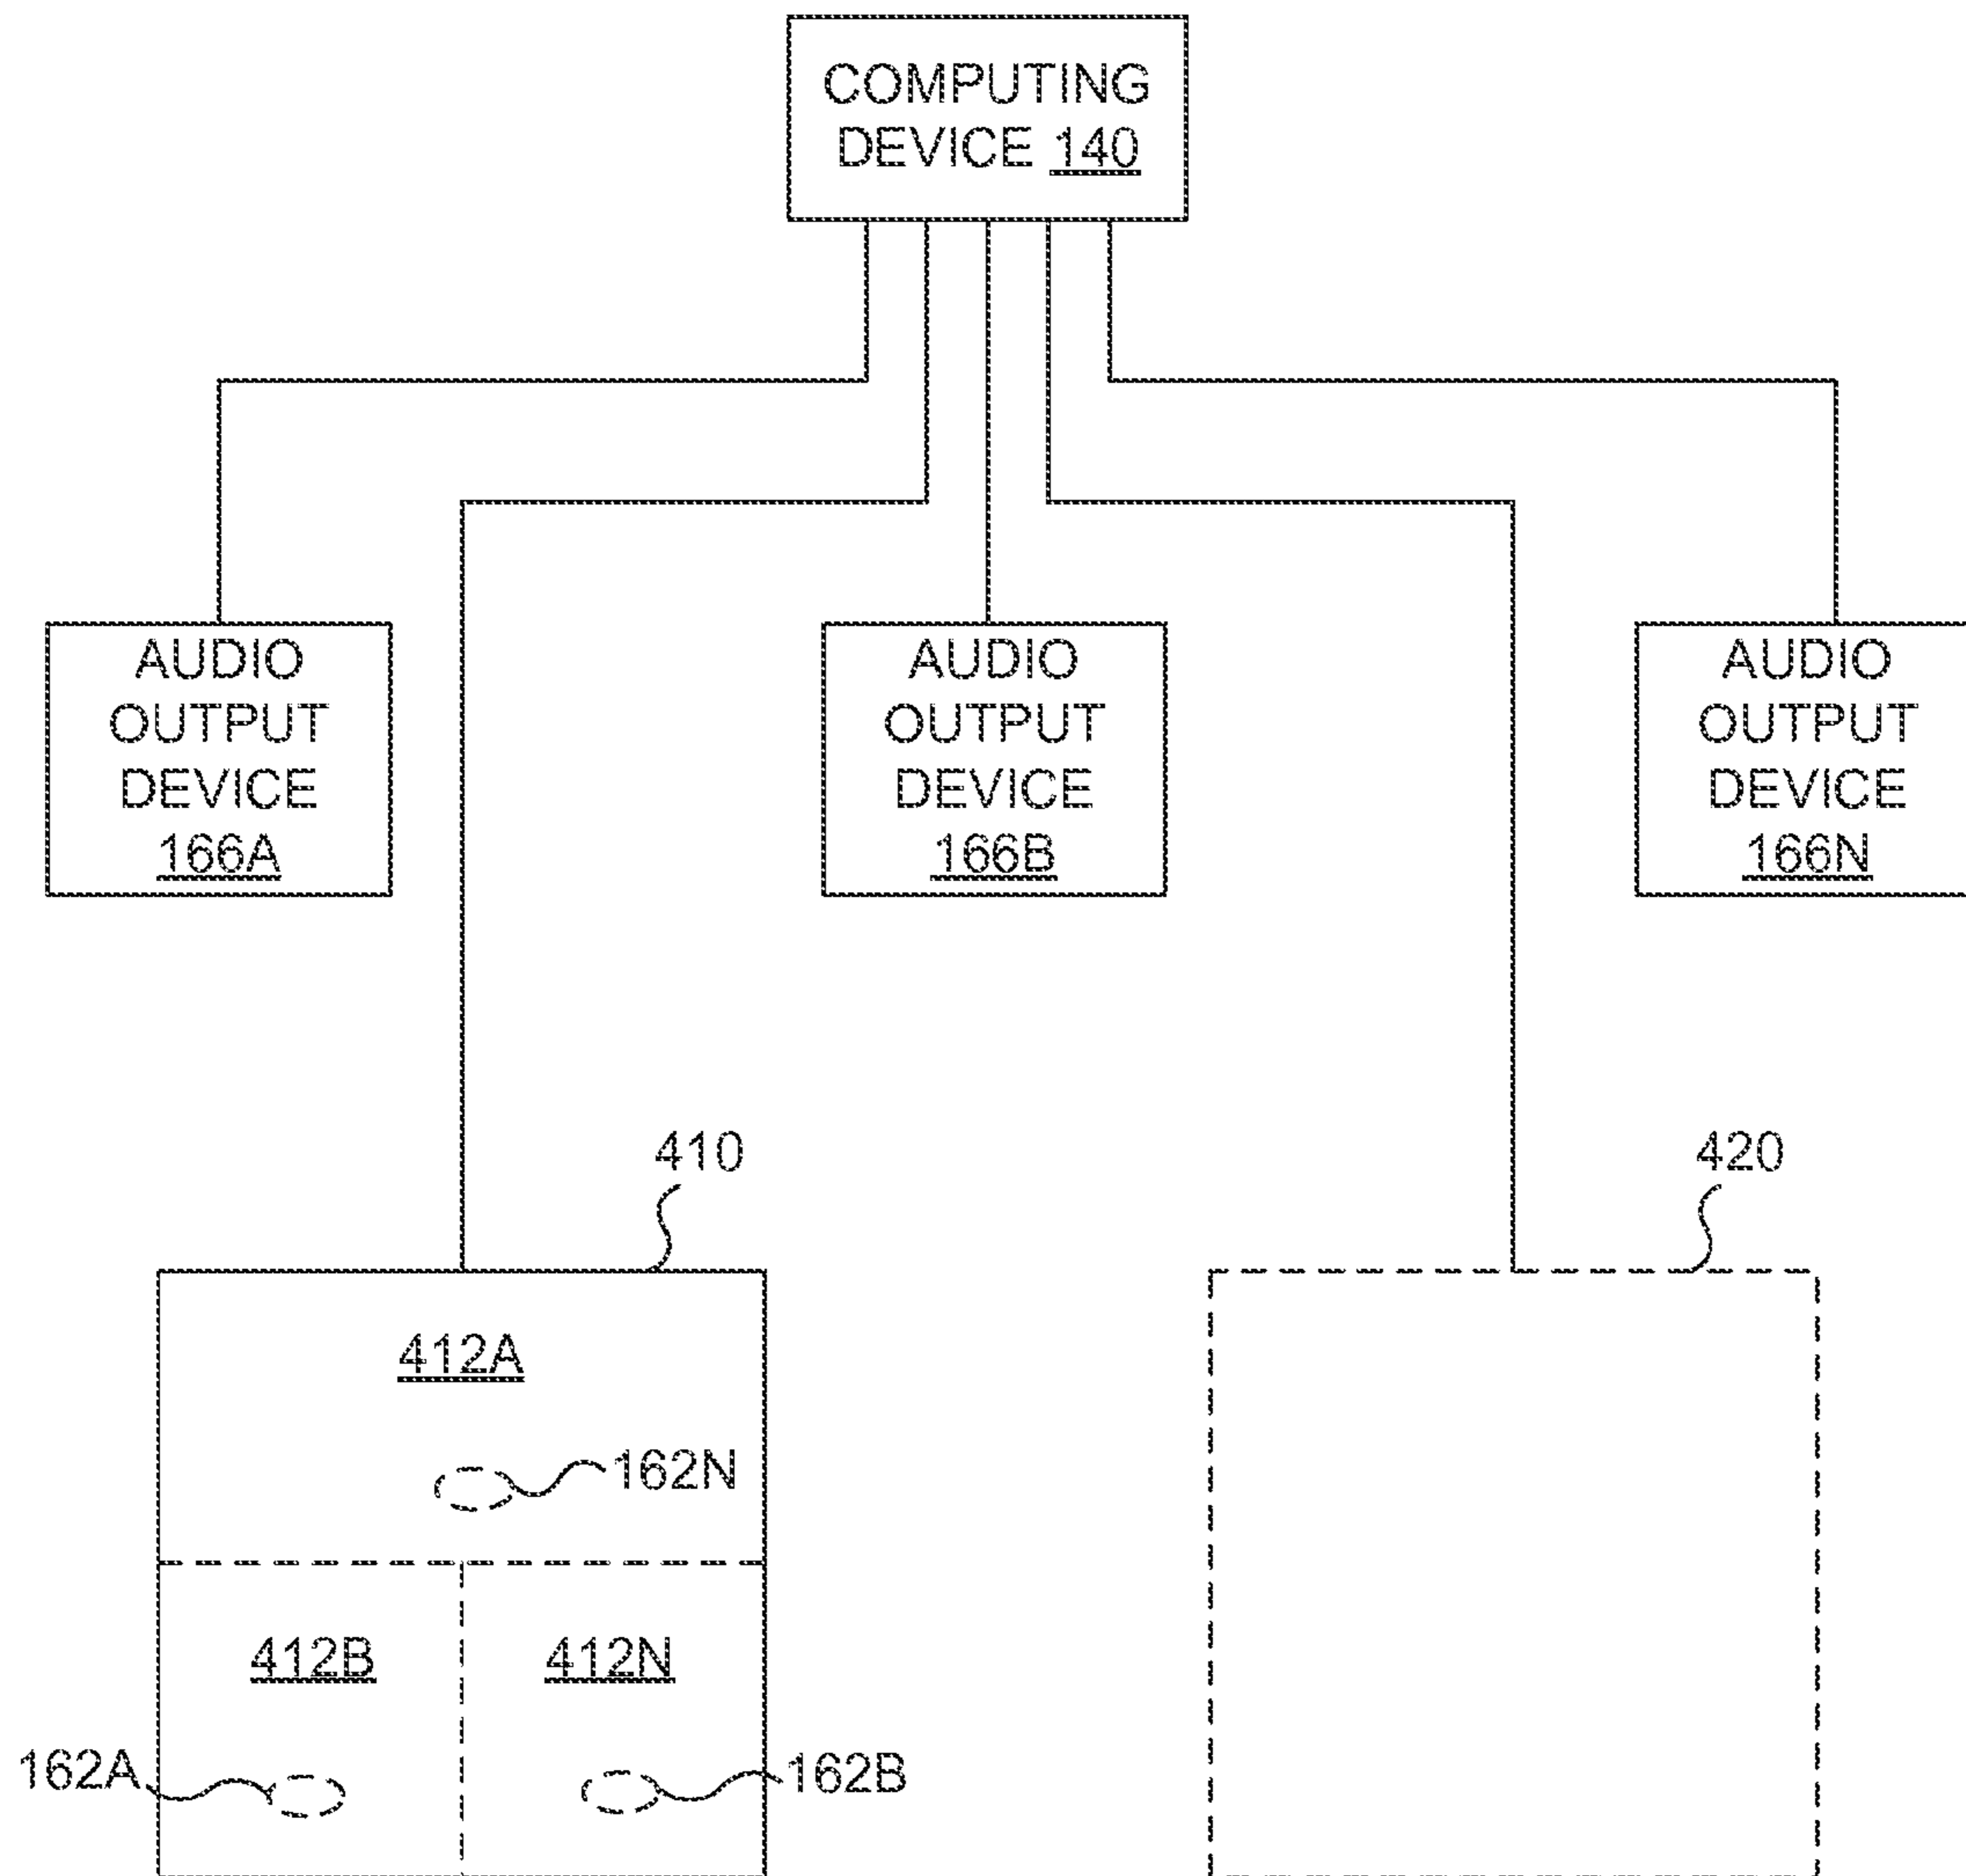 COMPUTING
DEVICE 140
AUDIO
OUTPUT
DEVICE
166A
AUDIO
OUTPUT
DEVICE
166B
AUDIO
OUTPUT
DEVICE
166N
410
420
412A
162N
412B
412N
162A
162B